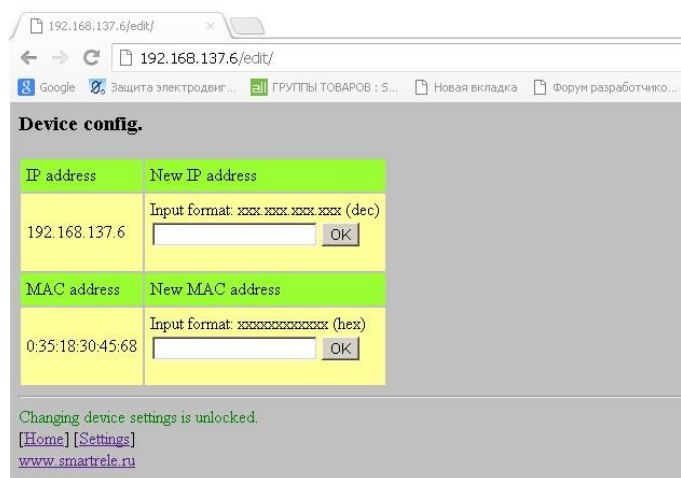 192.168.137.6/edit/
192.168.137.6/edit/
Google Защита электродвиг... all ГРУППЫ ТОВАРОВ : S... Новая вкладка Форум разработчико...
Device config.
IP address New IP address
Input format: xxx.xxx.xxx.xxx (dec)
192.168.137.6 OK
MAC address New MAC address
Input format: xxxxxxxxxxxx (hex)
0:35:18:30:45:68 OK
Changing device settings is unlocked.
[Home] [Settings]
www.smartrele.ru